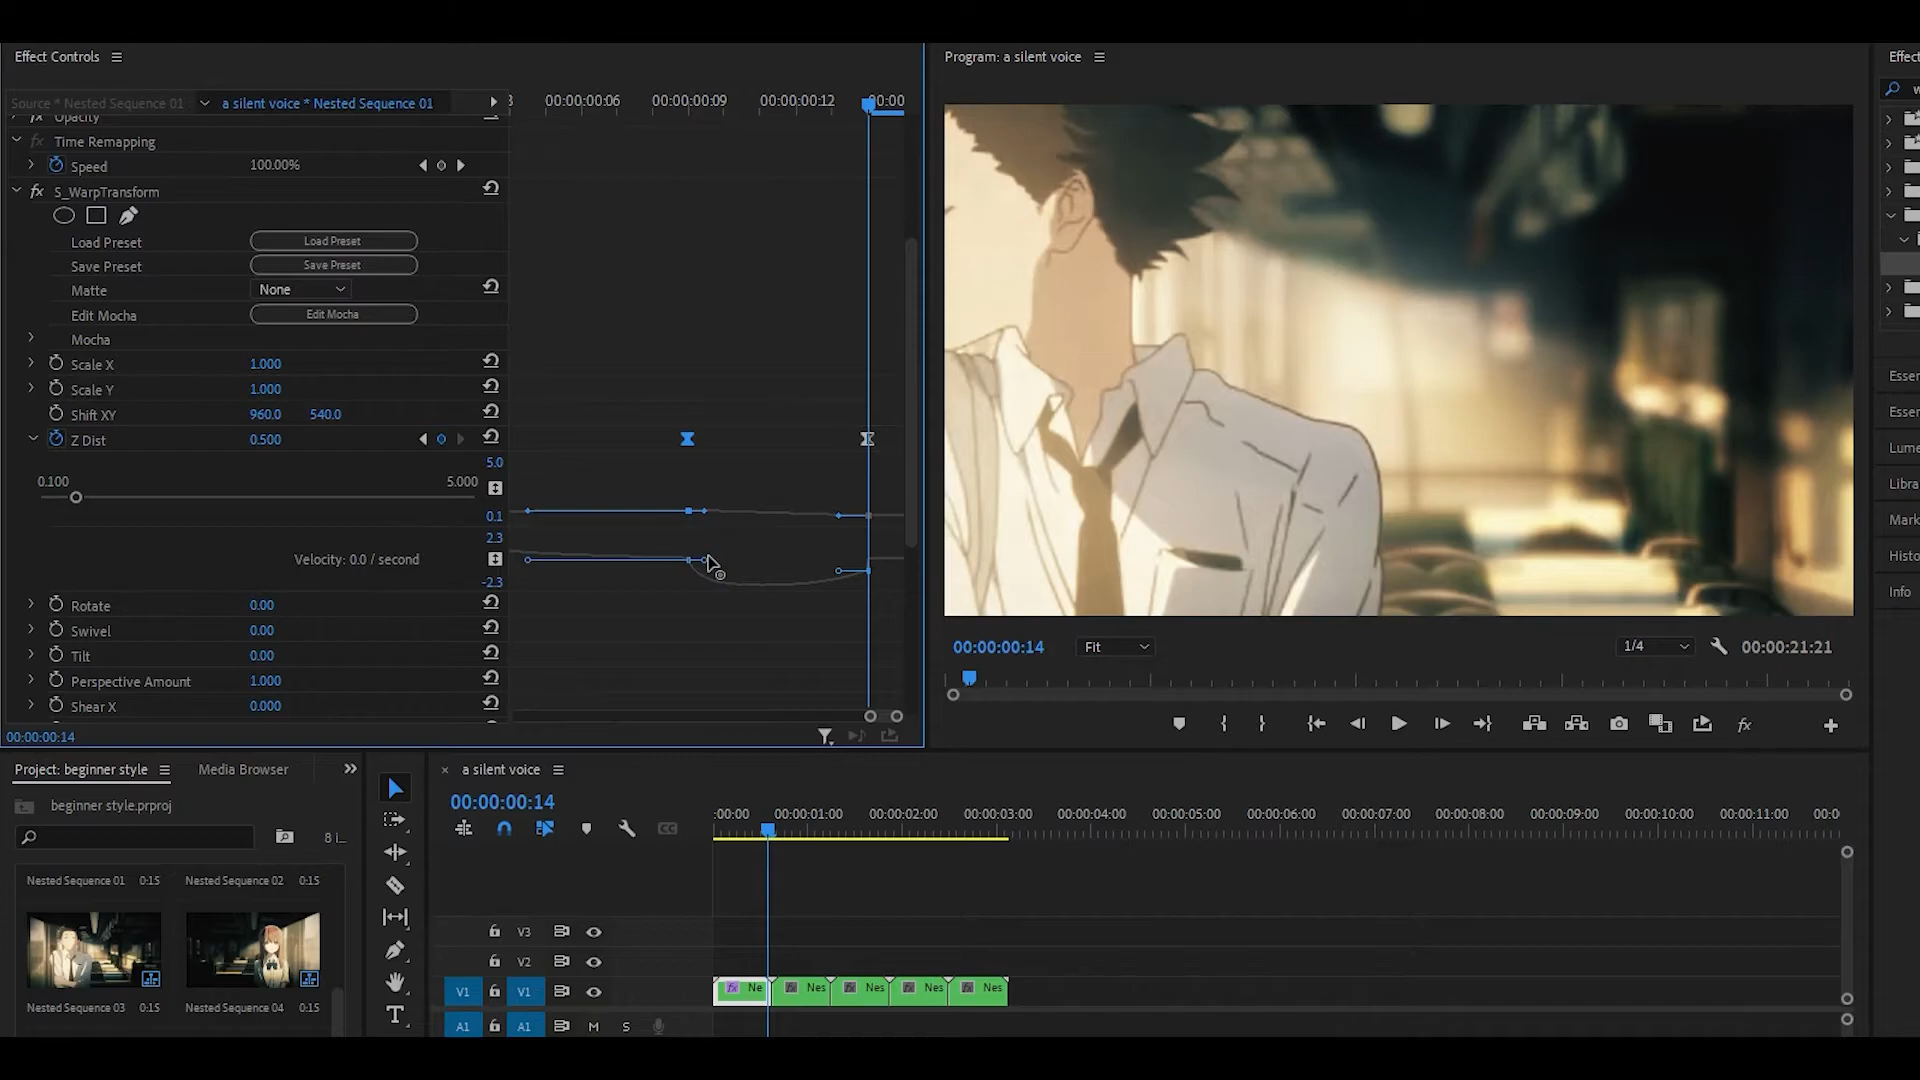 Effect Controls
Source * Nested Sequence 01
a silent voice * Nested Sequence 01
00:00:00:06
00:00:00:09
00:00:00:12
00:00
Opacity
fx
Time Remapping
Speed
100.00%
fx
S_WarpTransform
Load Preset
Load Preset
Save Preset
Save Preset
Matte
None
Edit Mocha
Edit Mocha
Mocha
Scale X
1.000
Scale Y
1.000
Shift XY
960.0
540.0
Z Dist
0.500
5.0
0.100
5.000
0.1
2.3
Velocity: 0.0 / second
-2.3
Rotate
0.00
Swivel
0.00
Tilt
0.00
Perspective Amount
1.000
Shear X
0.000
00:00:00:14
Program: a silent voice
00:00:00:14
Fit
1/4
00:00:21:21
fx
Effect
w
Essen
Essen
Lume
Libra
Mark
Histo
Info
Project: beginner style
Media Browser
beginner style.prproj
8 i...
Nested Sequence 01
0:15
Nested Sequence 02
0:15
Nested Sequence 03
0:15
Nested Sequence 04
0:15
T
a silent voice
00:00:00:14
CC
:00:00
00:00:01:00
00:00:02:00
00:00:03:00
00:00:04:00
00:00:05:00
00:00:06:00
00:00:07:00
00:00:08:00
00:00:09:00
00:00:10:00
00:00:11:00
00:0
V3
V2
V1
V1
fx
Ne
Nes
Nes
Nes
Nes
A1
A1
M
S